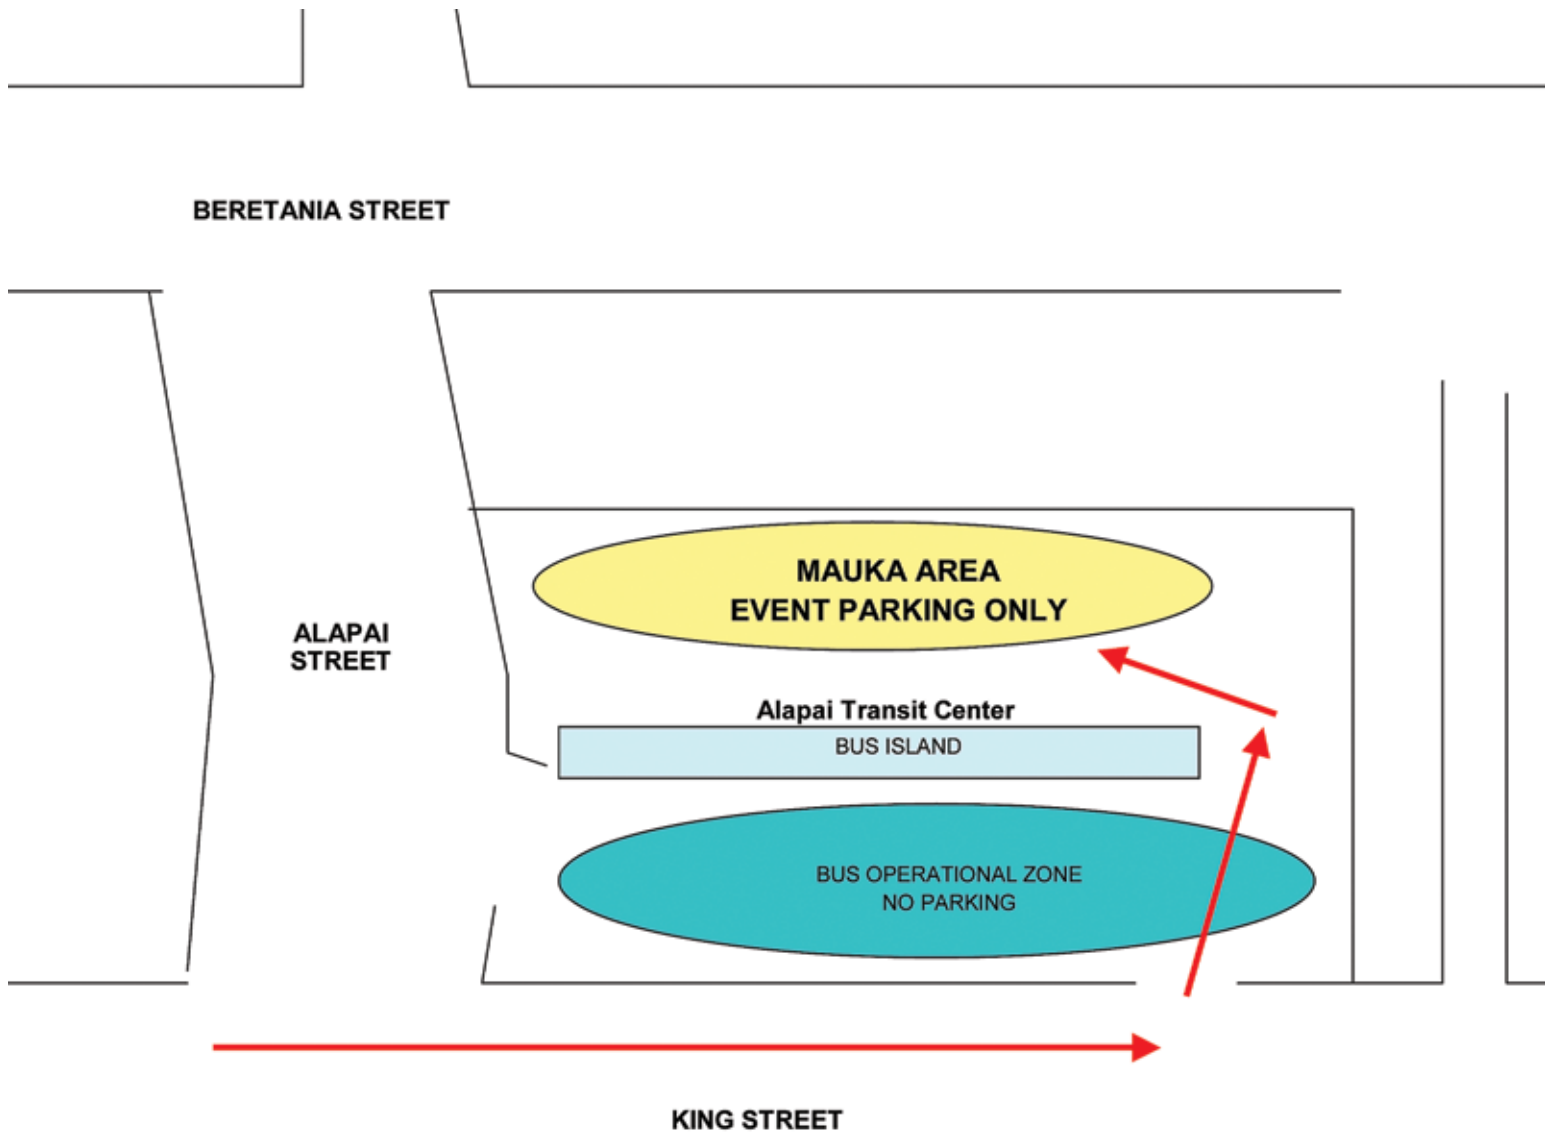 BERETANIA STREET
MAUKA AREA
EVENT PARKING ONLY
ALAPAI
STREET
Alapai Transit Center
BUS ISLAND
BUS OPERATIONAL ZONE
NO PARKING
KING STREET